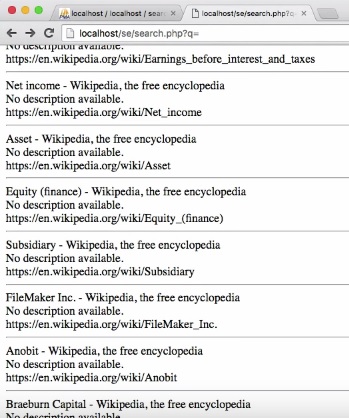 localhost / localhost / sear
localhost/se/search.php?q=
localhost/se/search.php?q=
No description available.
https://en.wikipedia.org/wiki/Earnings_before_interest_and_taxes
Net income - Wikipedia, the free encyclopedia
No description available.
https://en.wikipedia.org/wiki/Net_income
Asset - Wikipedia, the free encyclopedia
No description available.
https://en.wikipedia.org/wiki/Asset
Equity (finance) - Wikipedia, the free encyclopedia
No description available.
https://en.wikipedia.org/wiki/Equity_(finance)
Subsidiary - Wikipedia, the free encyclopedia
No description available.
https://en.wikipedia.org/wiki/Subsidiary
FileMaker Inc. - Wikipedia, the free encyclopedia
No description available.
https://en.wikipedia.org/wiki/FileMaker_Inc.
Anobit - Wikipedia, the free encyclopedia
No description available.
https://en.wikipedia.org/wiki/Anobit
Braeburn Capital - Wikipedia, the free encyclopedia
No description available.